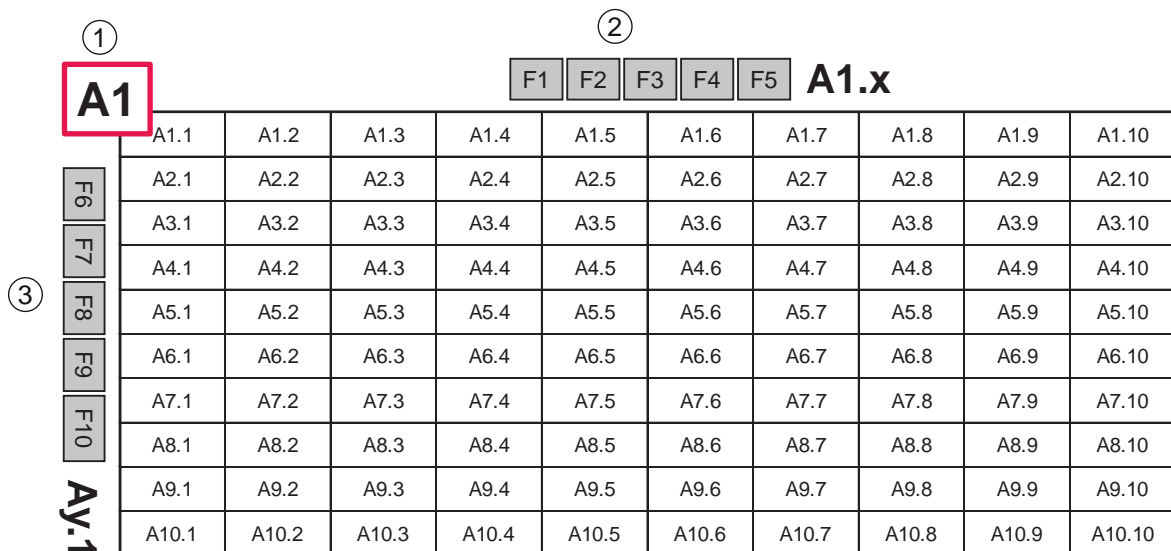 ① ②
A1 F1 F2 F3 F4 F5 A1.x
A1.1 A1.2 A1.3 A1.4 A1.5 A1.6 A1.7 A1.8 A1.9 A1.10
A2.1 A2.2 A2.3 A2.4 A2.5 A2.6 A2.7 A2.8 A2.9 A2.10
A3.1 A3.2 A3.3 A3.4 A3.5 A3.6 A3.7 A3.8 A3.9 A3.10
A4.1 A4.2 A4.3 A4.4 A4.5 A4.6 A4.7 A4.8 A4.9 A4.10
A5.1 A5.2 A5.3 A5.4 A5.5 A5.6 A5.7 A5.8 A5.9 A5.10
A6.1 A6.2 A6.3 A6.4 A6.5 A6.6 A6.7 A6.8 A6.9 A6.10
A7.1 A7.2 A7.3 A7.4 A7.5 A7.6 A7.7 A7.8 A7.9 A7.10
A8.1 A8.2 A8.3 A8.4 A8.5 A8.6 A8.7 A8.8 A8.9 A8.10
A9.1 A9.2 A9.3 A9.4 A9.5 A9.6 A9.7 A9.8 A9.9 A9.10
A10.1 A10.2 A10.3 A10.4 A10.5 A10.6 A10.7 A10.8 A10.9 A10.10
③
F6 F7 F8 F9 F10 Ay.1